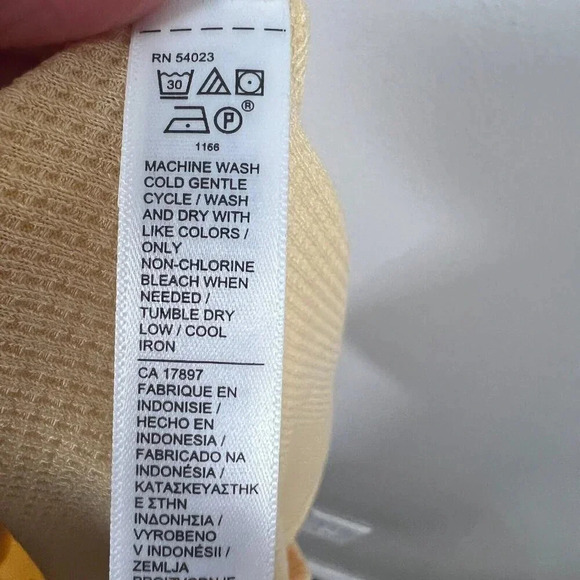 RN 54023
30
P ®
1166
MACHINE WASH
COLD GENTLE
CYCLE / WASH
AND DRY WITH
LIKE COLORS /
ONLY
NON-CHLORINE
BLEACH WHEN
NEEDED /
TUMBLE DRY
LOW / COOL
IRON
CA 17897
FABRIQUE EN
INDONISIE /
HECHO EN
INDONESIA /
FABRICADO NA
INDONÉSIA /
ΚΑΤΑΣΚΕΥΑΣΤΗΚ
Ε ΣΤΗΝ
ΙΝΔΟΝΗΣΙΑ /
VYROBENO
V INDONÉSII /
ZEMLJA